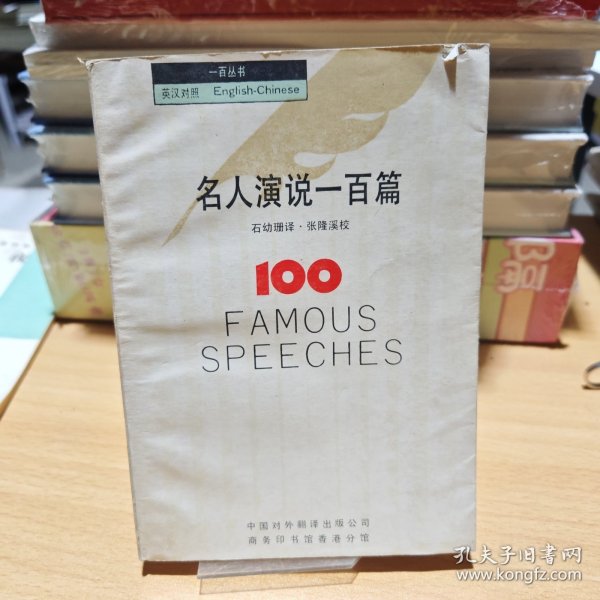 一百丛书
英汉对照 English-Chinese
名人演说一百篇
石幼珊译·张隆溪校
100
FAMOUS
SPEECHES
中国对外翻译出版公司
商务印书馆香港分馆
孔夫子旧书网
www.kongfz.com